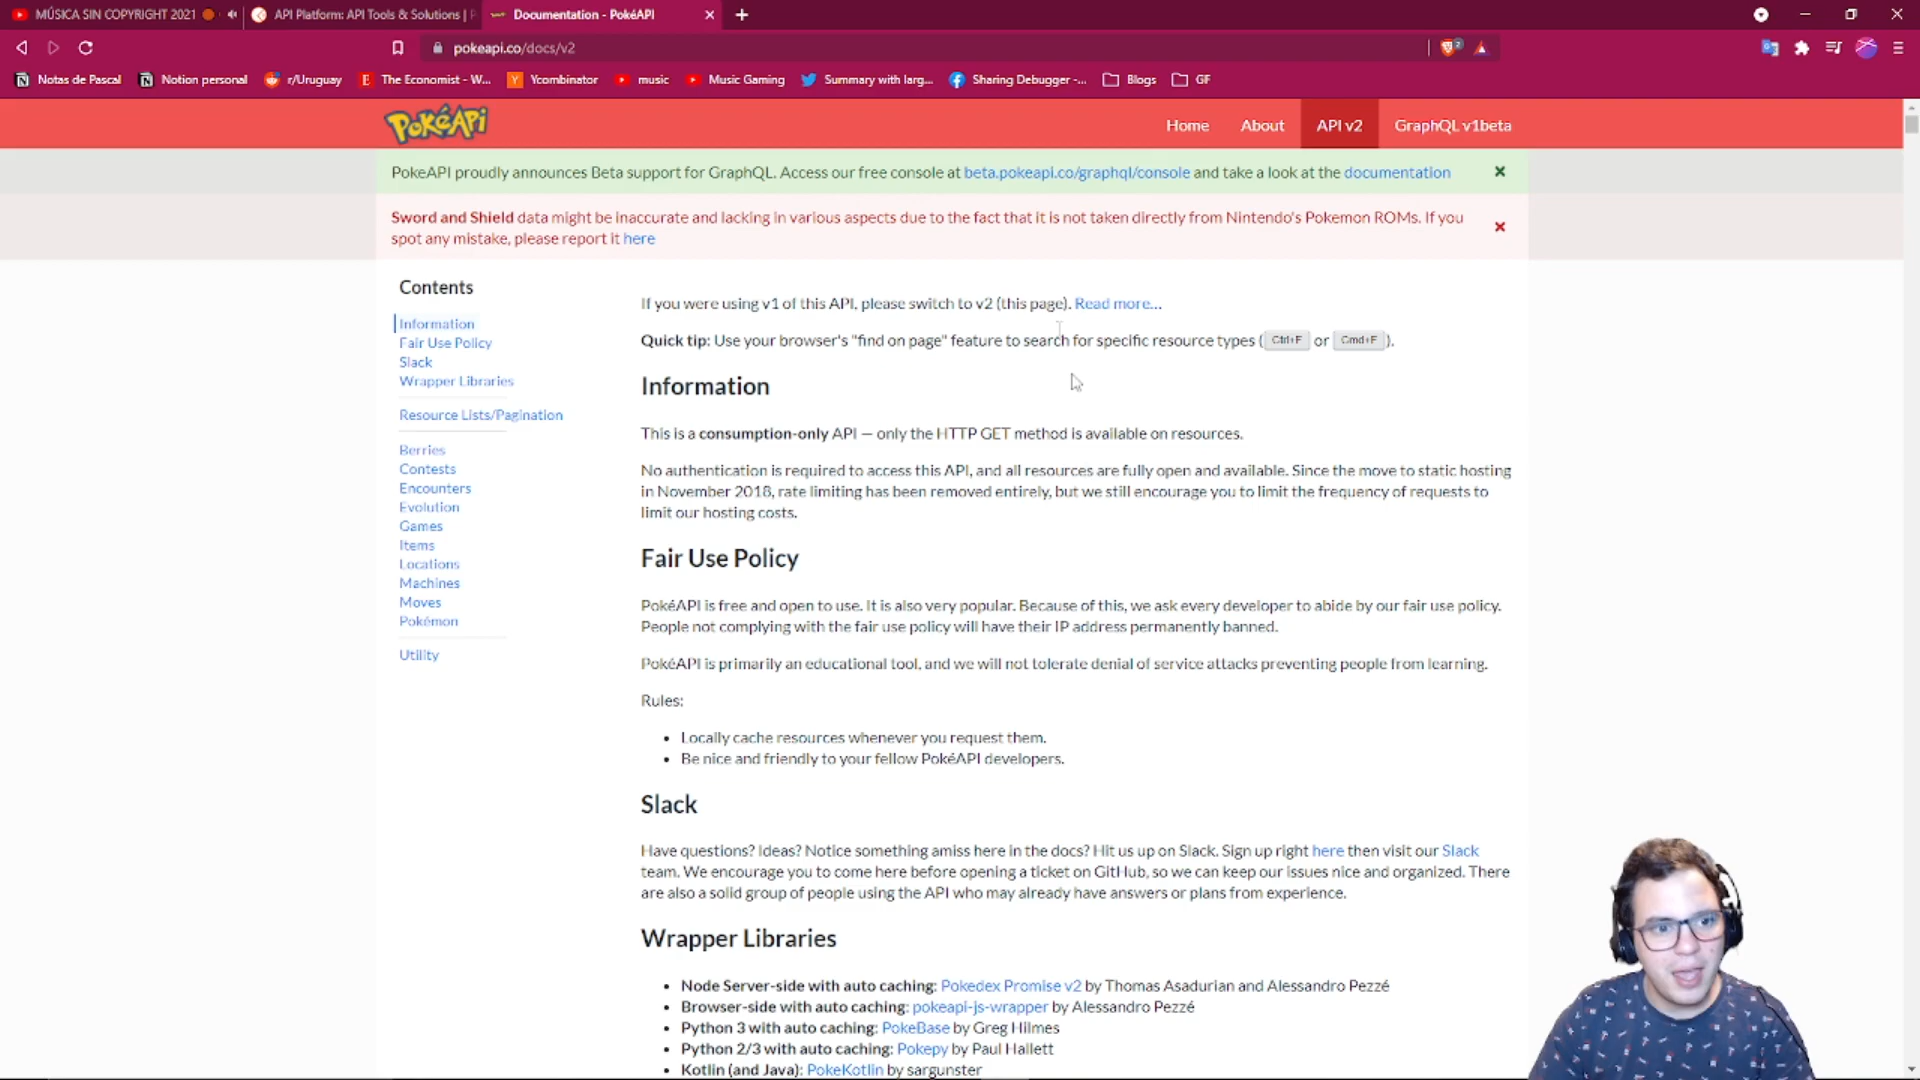 MÚSICA SIN COPYRIGHT 2021
API Platform: API Tools & Solutions | P
Documentation - PokéAPI
pokeapi.co/docs/v2
Notas de Pascal
Notion personal
r/Uruguay
The Economist - W...
Ycombinator
music
Music Gaming
Summary with larg...
Sharing Debugger -...
Blogs
GF
PokéAPI
Home
About
API v2
GraphQL v1beta
PokeAPI proudly announces Beta support for GraphQL. Access our free console at beta.pokeapi.co/graphql/console and take a look at the documentation
Sword and Shield data might be inaccurate and lacking in various aspects due to the fact that it is not taken directly from Nintendo's Pokemon ROMs. If you
spot any mistake, please report it here
Contents
Information
Fair Use Policy
Slack
Wrapper Libraries
Resource Lists/Pagination
Berries
Contests
Encounters
Evolution
Games
Items
Locations
Machines
Moves
Pokémon
Utility
If you were using v1 of this API, please switch to v2 (this page). Read more...
Quick tip: Use your browser's "find on page" feature to search for specific resource types ( Ctrl+F or Cmd+F ).
Information
This is a consumption-only API — only the HTTP GET method is available on resources.
No authentication is required to access this API, and all resources are fully open and available. Since the move to static hosting
in November 2018, rate limiting has been removed entirely, but we still encourage you to limit the frequency of requests to
limit our hosting costs.
Fair Use Policy
PokéAPI is free and open to use. It is also very popular. Because of this, we ask every developer to abide by our fair use policy.
People not complying with the fair use policy will have their IP address permanently banned.
PokéAPI is primarily an educational tool, and we will not tolerate denial of service attacks preventing people from learning.
Rules:
• Locally cache resources whenever you request them.
• Be nice and friendly to your fellow PokéAPI developers.
Slack
Have questions? Ideas? Notice something amiss here in the docs? Hit us up on Slack. Sign up right here then visit our Slack
team. We encourage you to come here before opening a ticket on GitHub, so we can keep our issues nice and organized. There
are also a solid group of people using the API who may already have answers or plans from experience.
Wrapper Libraries
• Node Server-side with auto caching: Pokedex Promise v2 by Thomas Asadurian and Alessandro Pezzé
• Browser-side with auto caching: pokeapi-js-wrapper by Alessandro Pezzé
• Python 3 with auto caching: PokeBase by Greg Hilmes
• Python 2/3 with auto caching: Pokepy by Paul Hallett
• Kotlin (and Java): PokeKotlin by sargunster